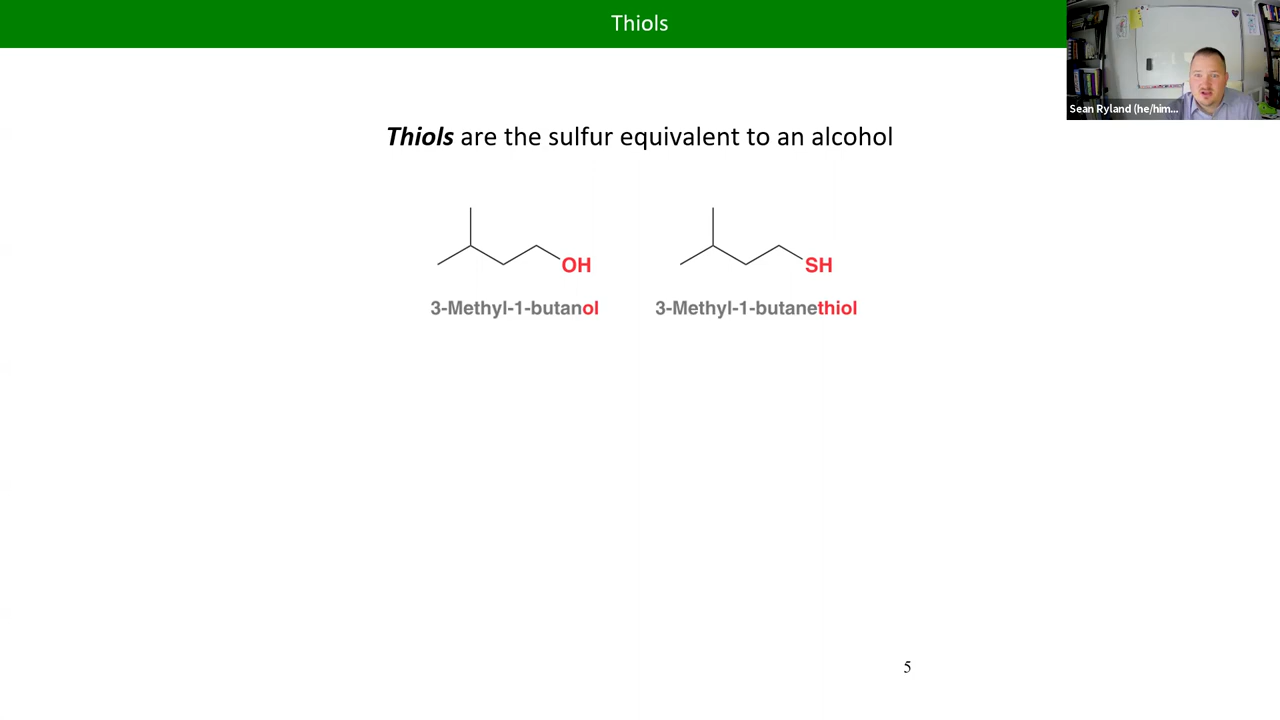 Thiols
Sean Ryland (he/him...
Thiols are the sulfur equivalent to an alcohol
OH
SH
3-Methyl-1-butanol
3-Methyl-1-butanethiol
5